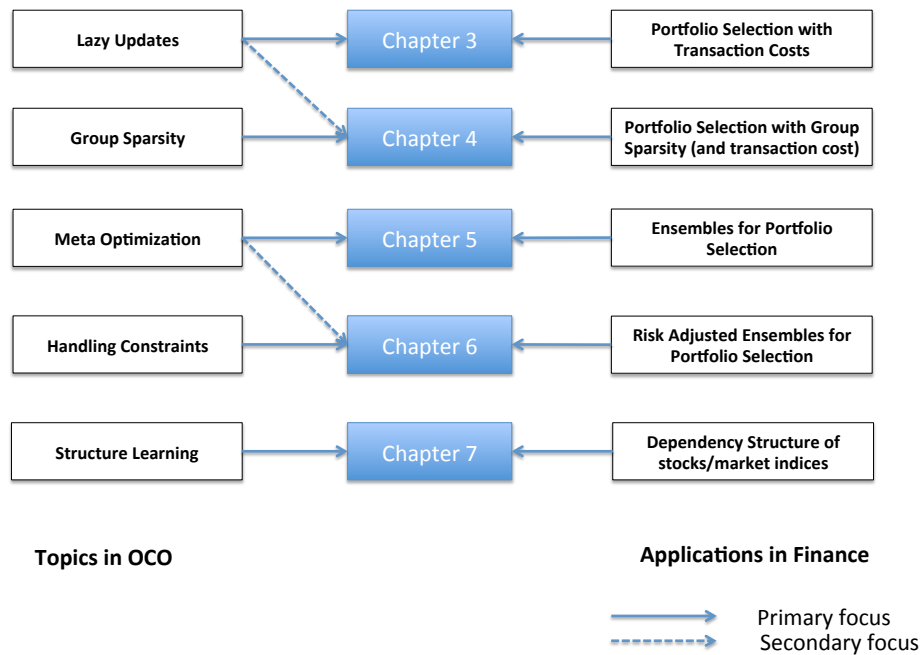 Lazy Updates
Chapter 3
Portfolio Selection with
Transaction Costs
Group Sparsity
Chapter 4
Portfolio Selection with Group
Sparsity (and transaction cost)
Meta Optimization
Chapter 5
Ensembles for Portfolio
Selection
Handling Constraints
Chapter 6
Risk Adjusted Ensembles for
Portfolio Selection
Structure Learning
Chapter 7
Dependency Structure of
stocks/market indices
Topics in OCO
Applications in Finance
Primary focus
Secondary focus